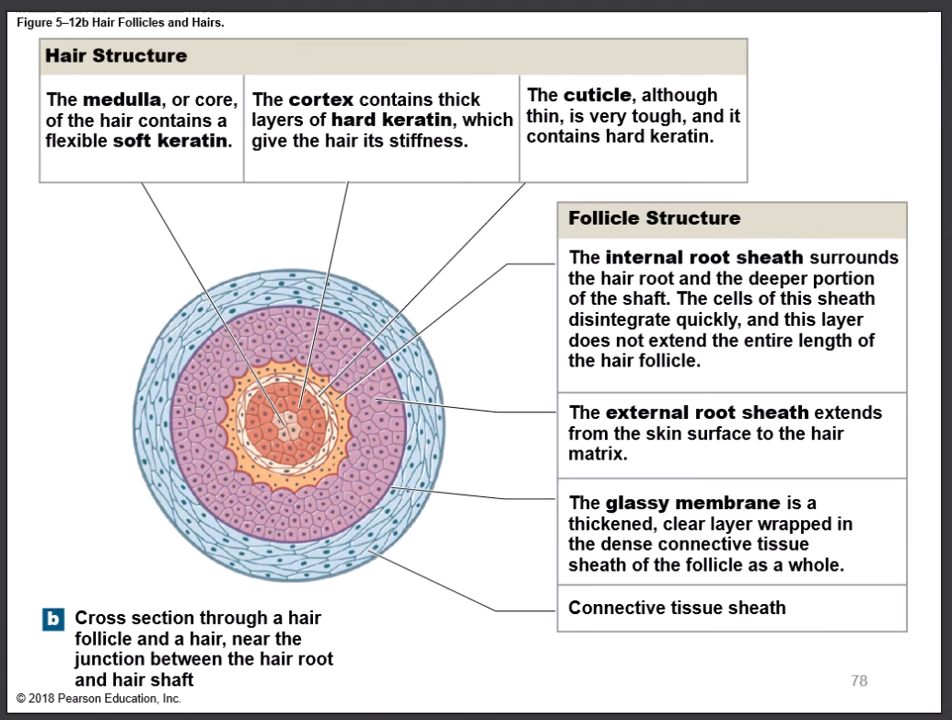 Figure 5–12b Hair Follicles and Hairs.
Hair Structure
The medulla, or core,
of the hair contains a
flexible soft keratin.
The cortex contains thick
layers of hard keratin, which
give the hair its stiffness.
The cuticle, although
thin, is very tough, and it
contains hard keratin.
Follicle Structure
The internal root sheath surrounds
the hair root and the deeper portion
of the shaft. The cells of this sheath
disintegrate quickly, and this layer
does not extend the entire length of
the hair follicle.
The external root sheath extends
from the skin surface to the hair
matrix.
The glassy membrane is a
thickened, clear layer wrapped in
the dense connective tissue
sheath of the follicle as a whole.
Connective tissue sheath
b Cross section through a hair
follicle and a hair, near the
junction between the hair root
and hair shaft
78
© 2018 Pearson Education, Inc.